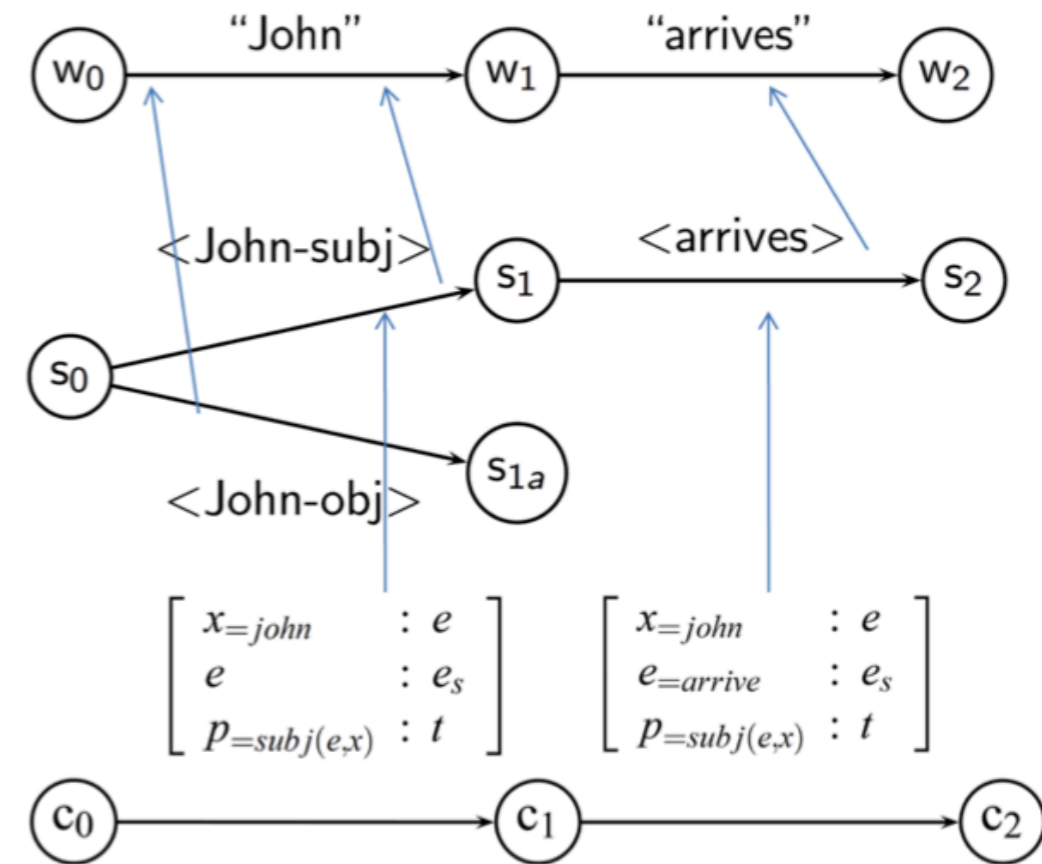 “John” “arrives”
w₀ w₁ w₂
<John-subj> <arrives>
s₁ s₂
s₀
s₁ₐ
<John-obj>
x₌john : e x₌john : e
e : eₛ e₌arrive : eₛ
p₌subj(e,x) : t p₌subj(e,x) : t
c₀ c₁ c₂